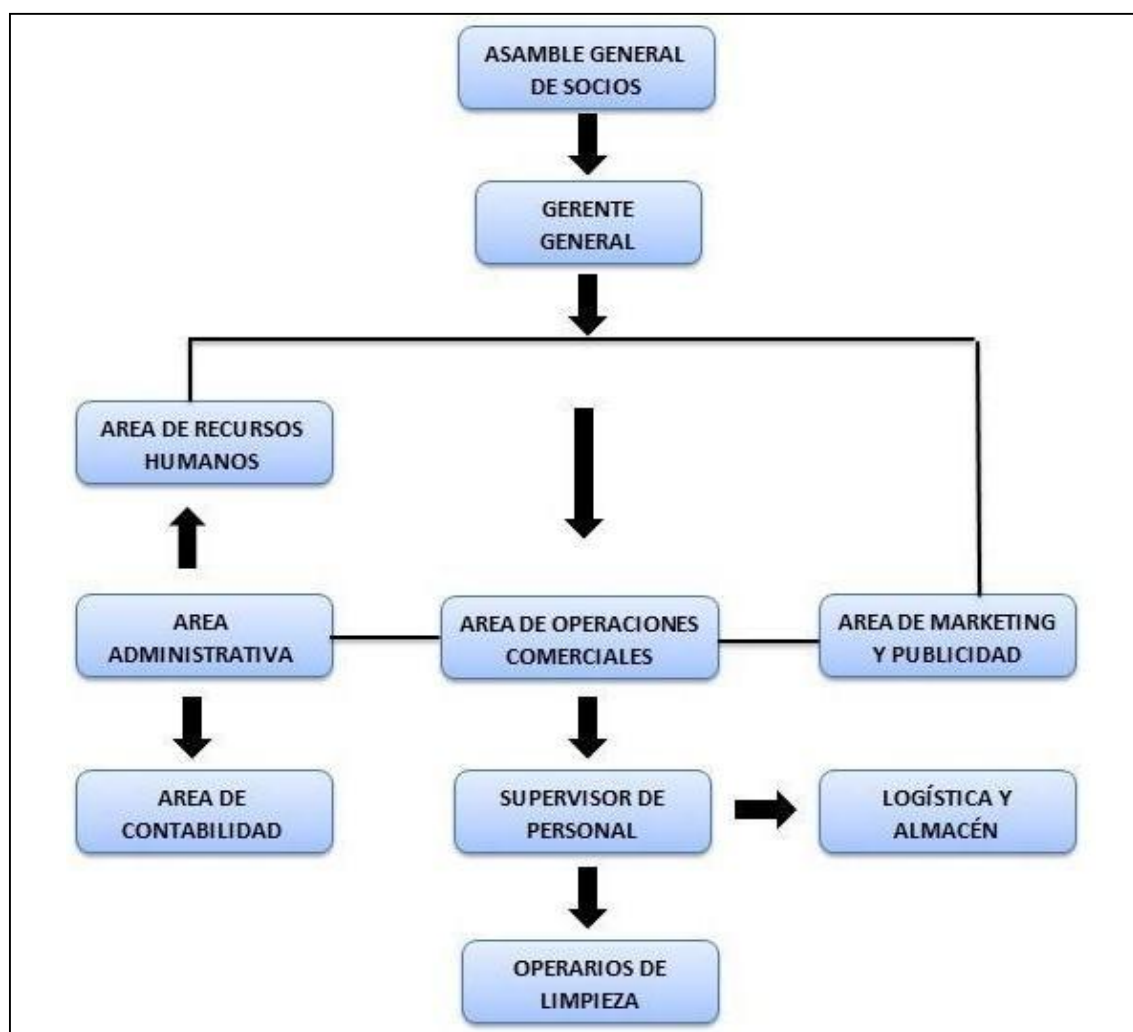 ASAMBLE GENERAL
DE SOCIOS
GERENTE
GENERAL
AREA DE RECURSOS
HUMANOS
AREA
ADMINISTRATIVA
AREA DE OPERACIONES
COMERCIALES
AREA DE MARKETING
Y PUBLICIDAD
AREA DE
CONTABILIDAD
SUPERVISOR DE
PERSONAL
LOGÍSTICA Y
ALMACÉN
OPERARIOS DE
LIMPIEZA